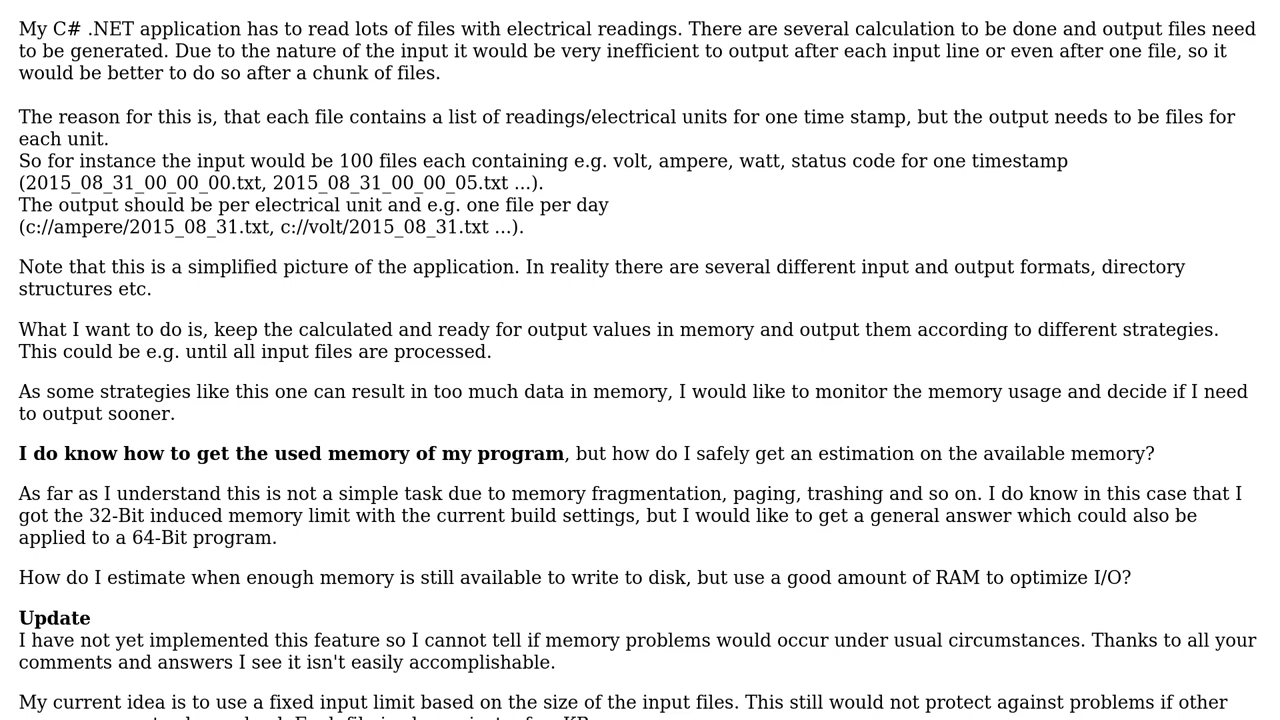 My C# .NET application has to read lots of files with electrical readings. There are several calculation to be done and output files need
to be generated. Due to the nature of the input it would be very inefficient to output after each input line or even after one file, so it
would be better to do so after a chunk of files.
The reason for this is, that each file contains a list of readings/electrical units for one time stamp, but the output needs to be files for
each unit.
So for instance the input would be 100 files each containing e.g. volt, ampere, watt, status code for one timestamp
(2015_08_31_00_00_00.txt, 2015_08_31_00_00_05.txt ...).
The output should be per electrical unit and e.g. one file per day
(c://ampere/2015_08_31.txt, c://volt/2015_08_31.txt ...).
Note that this is a simplified picture of the application. In reality there are several different input and output formats, directory
structures etc.
What I want to do is, keep the calculated and ready for output values in memory and output them according to different strategies.
This could be e.g. until all input files are processed.
As some strategies like this one can result in too much data in memory, I would like to monitor the memory usage and decide if I need
to output sooner.
I do know how to get the used memory of my program, but how do I safely get an estimation on the available memory?
As far as I understand this is not a simple task due to memory fragmentation, paging, trashing and so on. I do know in this case that I
got the 32-Bit induced memory limit with the current build settings, but I would like to get a general answer which could also be
applied to a 64-Bit program.
How do I estimate when enough memory is still available to write to disk, but use a good amount of RAM to optimize I/O?
Update
I have not yet implemented this feature so I cannot tell if memory problems would occur under usual circumstances. Thanks to all your
comments and answers I see it isn't easily accomplishable.
My current idea is to use a fixed input limit based on the size of the input files. This still would not protect against problems if other